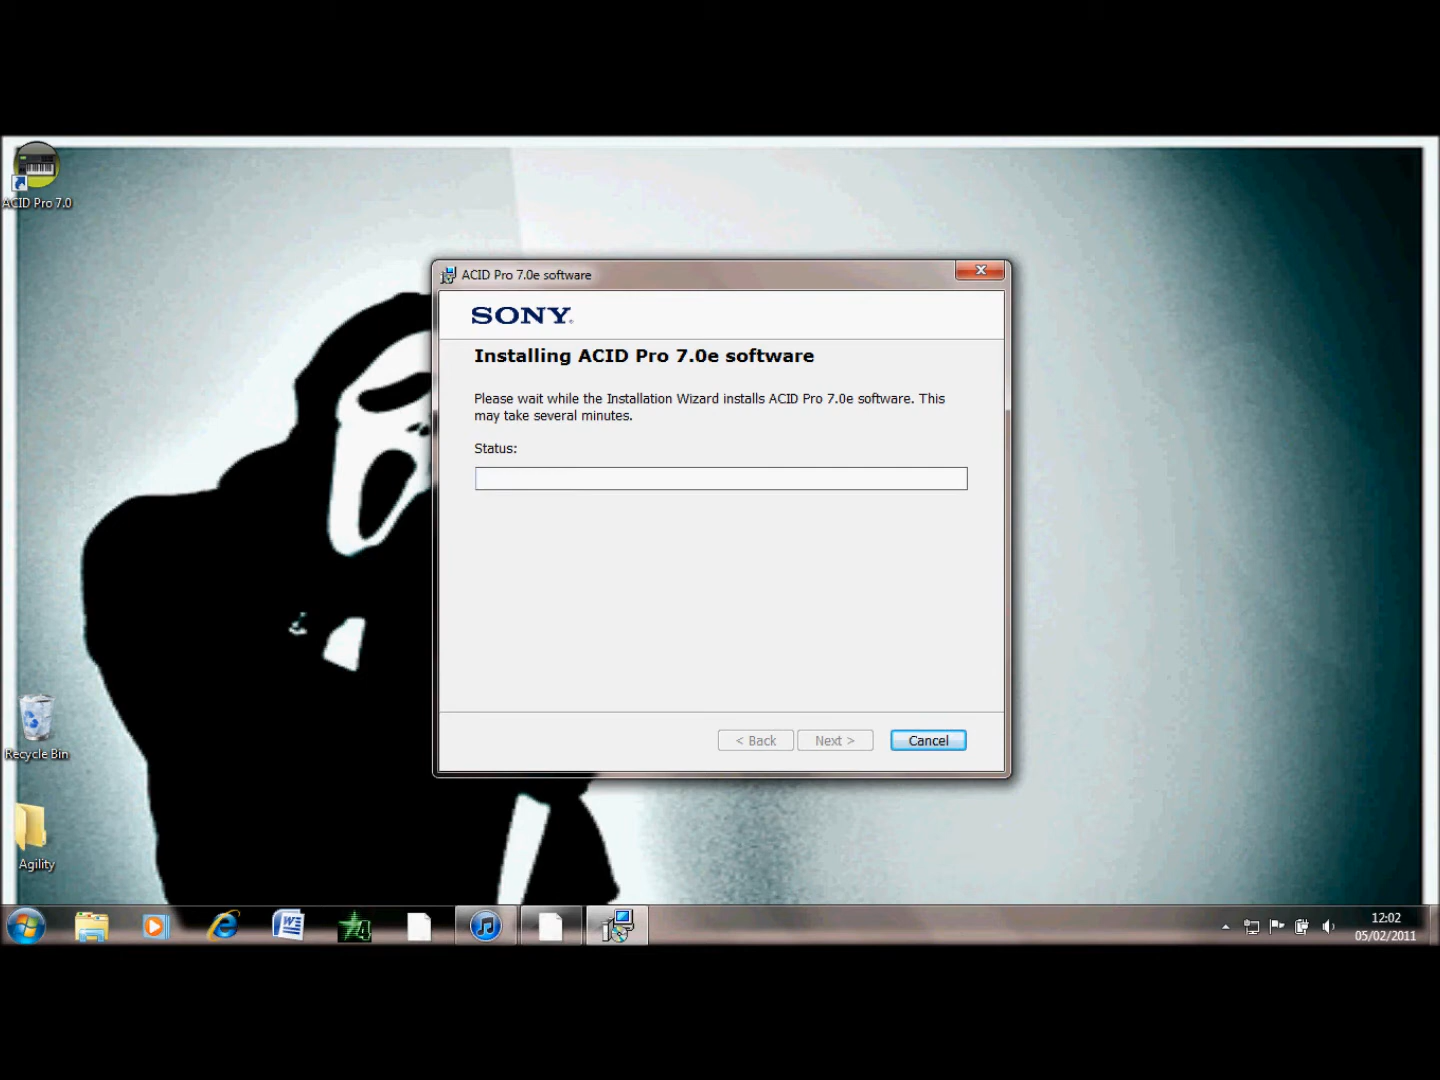 ACID Pro 7.0
ACID Pro 7.0e software
SONY
Installing ACID Pro 7.0e software
Please wait while the Installation Wizard installs ACID Pro 7.0e software. This
may take several minutes.
Status:
< Back
Next >
Cancel
Recycle Bin
Agility
12:02
05/02/2011